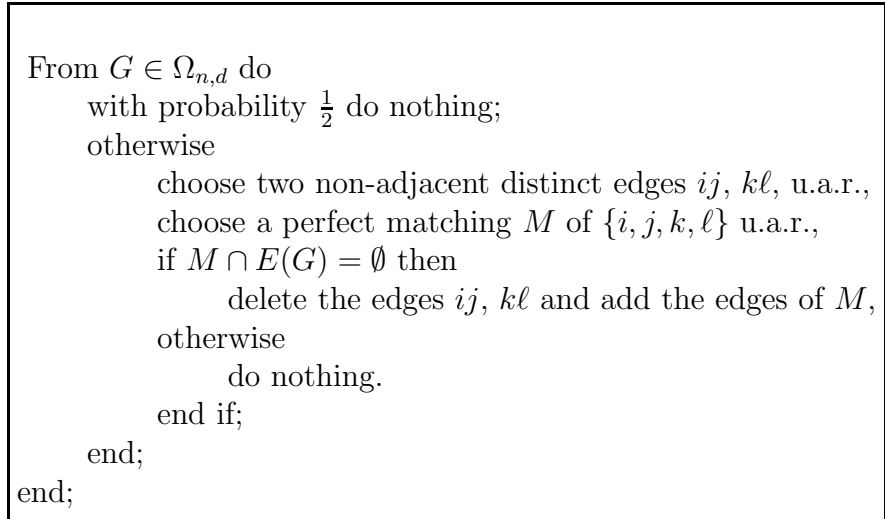 From G ∈ Ω_{n,d} do
with probability 1/2 do nothing;
otherwise
choose two non-adjacent distinct edges ij, kℓ, u.a.r.,
choose a perfect matching M of {i, j, k, ℓ} u.a.r.,
if M ∩ E(G) = ∅ then
delete the edges ij, kℓ and add the edges of M,
otherwise
do nothing.
end if;
end;
end;